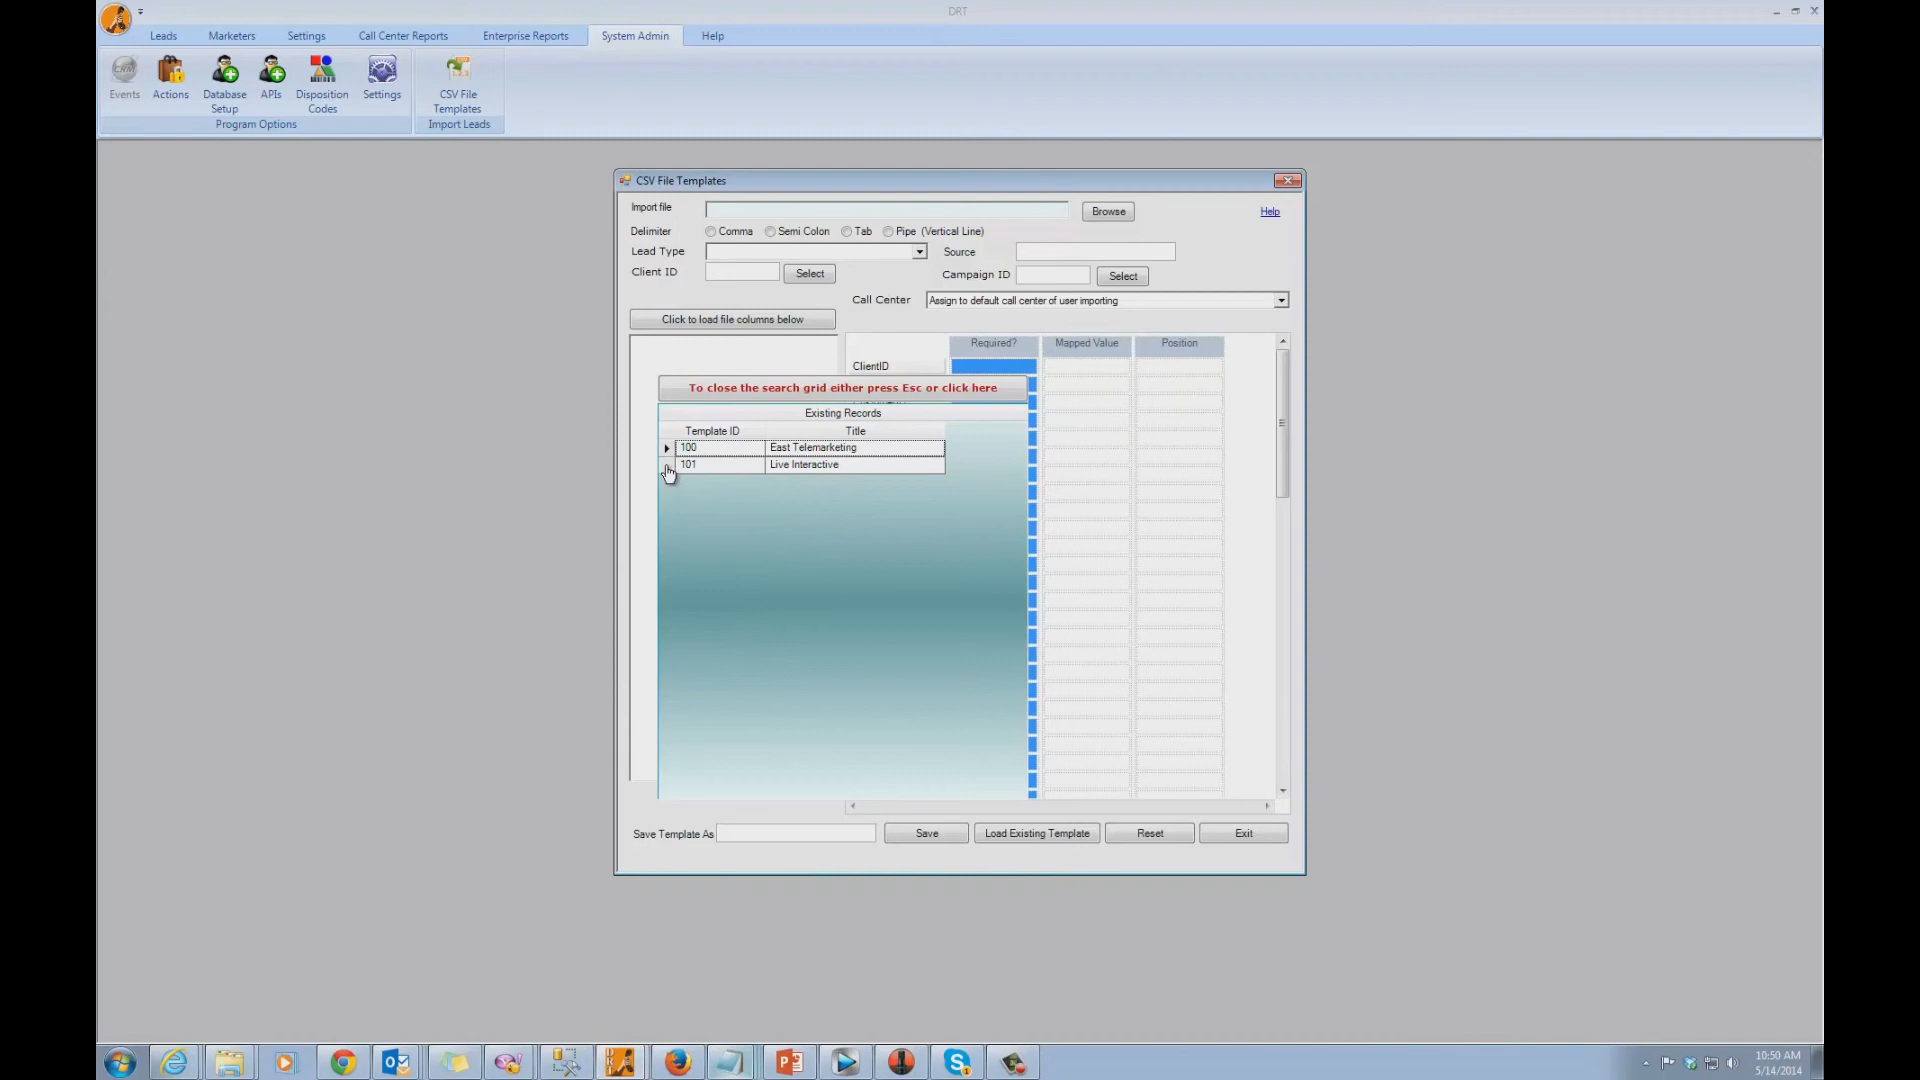 DRT
Leads Marketers Settings Call Center Reports Enterprise Reports System Admin Help
Events Actions Database Setup APIs Disposition Codes Settings CSV File Templates
Program Options Import Leads
CSV File Templates
Import file Browse Help
Delimiter Comma Semi Colon Tab Pipe (Vertical Line)
Lead Type Source
Client ID Select Campaign ID Select
Call Center Assign to default call center of user importing
Click to load file columns below
Required? Mapped Value Position
ClientID
To close the search grid either press Esc or click here
Existing Records
Template ID Title
100 East Telemarketing
101 Live Interactive
Save Template As Save Load Existing Template Reset Exit
10:50 AM
5/14/2014